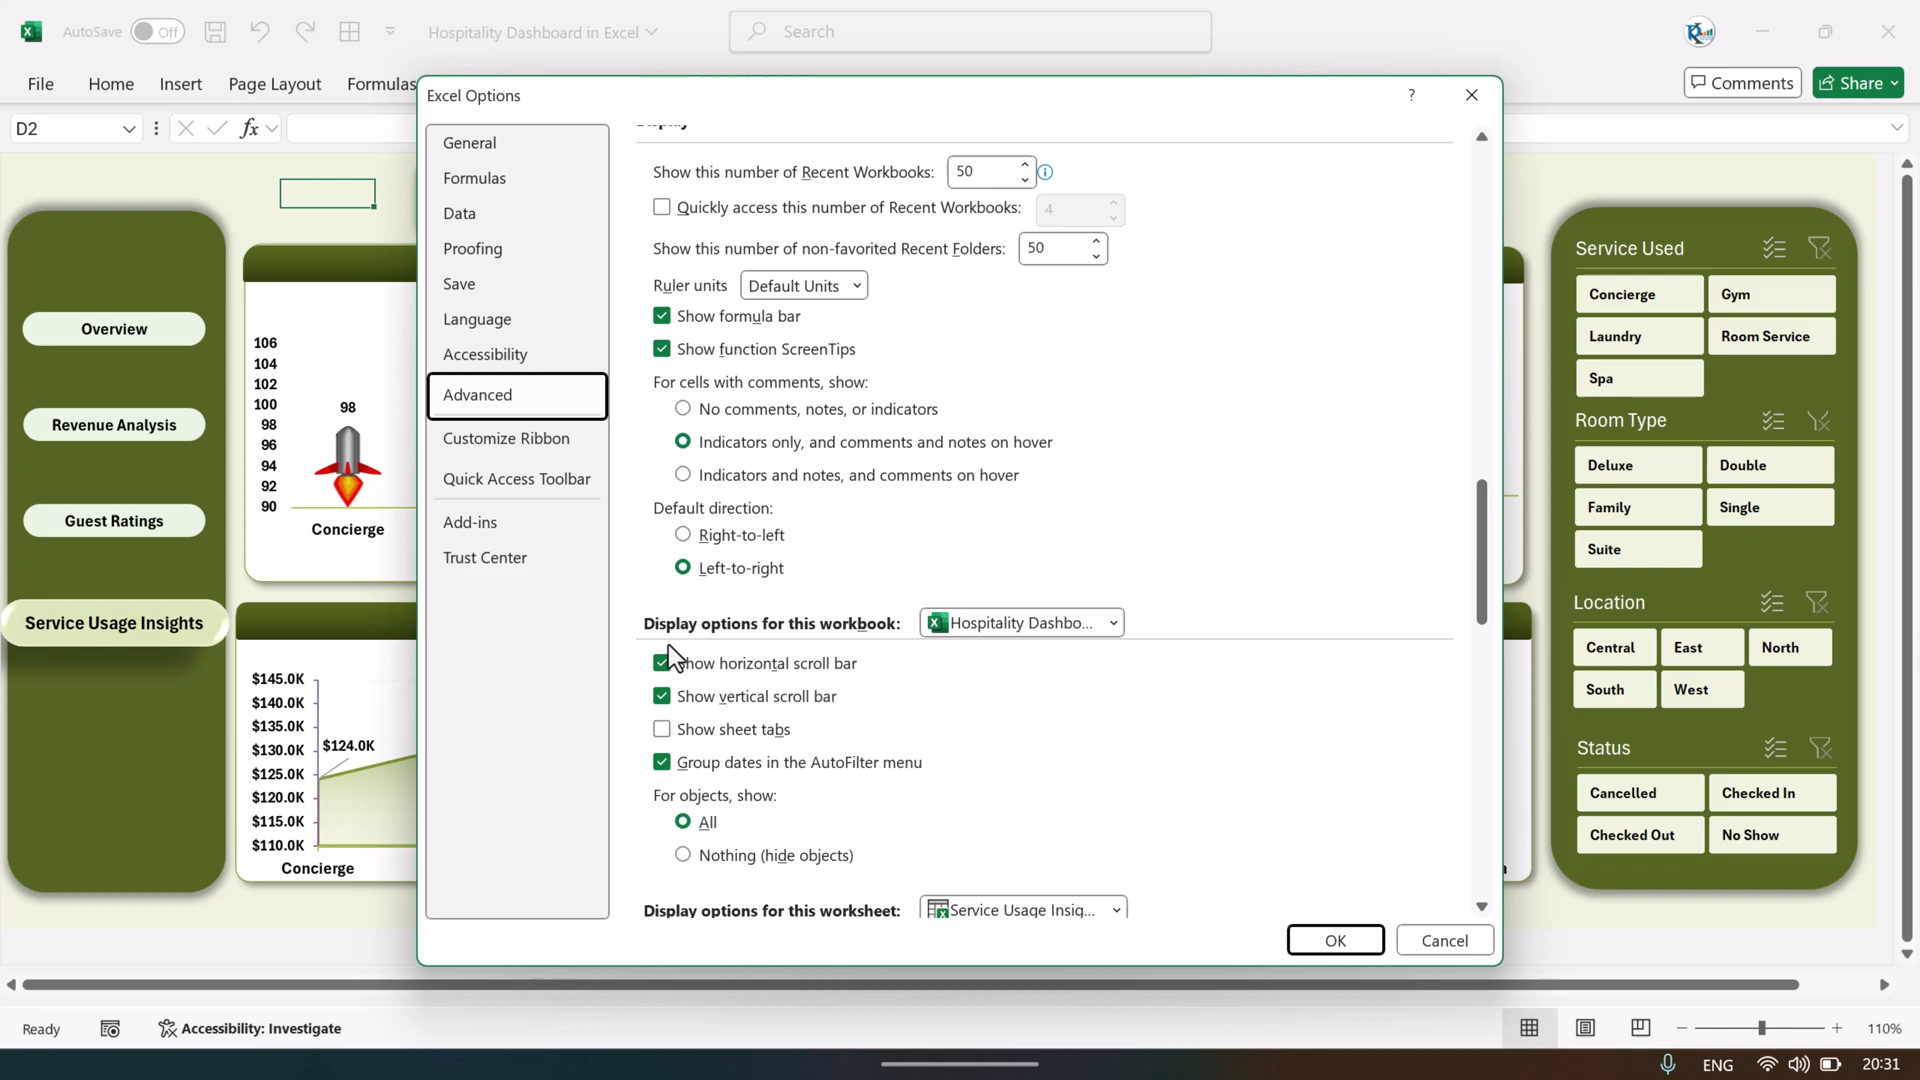 AutoSave Off
Hospitality Dashboard in Excel
Search
File Home Insert Page Layout Formulas
Comments Share
D2 fx
Excel Options ?
General
Formulas
Data
Proofing
Save
Language
Accessibility
Advanced
Customize Ribbon
Quick Access Toolbar
Add-ins
Trust Center
Display
Show this number of Recent Workbooks: 50
Quickly access this number of Recent Workbooks: 4
Show this number of non-favorited Recent Folders: 50
Ruler units Default Units
Show formula bar
Show function ScreenTips
For cells with comments, show:
No comments, notes, or indicators
Indicators only, and comments and notes on hover
Indicators and notes, and comments on hover
Default direction:
Right-to-left
Left-to-right
Display options for this workbook: Hospitality Dashbo...
Show horizontal scroll bar
Show vertical scroll bar
Show sheet tabs
Group dates in the AutoFilter menu
For objects, show:
All
Nothing (hide objects)
Display options for this worksheet: Service Usage Insig...
OK Cancel
Overview
Revenue Analysis
Guest Ratings
Service Usage Insights
106
104
102
100
98
96
94
92
90
98
Concierge
$145.0K
$140.0K
$135.0K
$130.0K
$125.0K
$120.0K
$115.0K
$110.0K
$124.0K
Concierge
Service Used
Concierge Gym
Laundry Room Service
Spa
Room Type
Deluxe Double
Family Single
Suite
Location
Central East North
South West
Status
Cancelled Checked In
Checked Out No Show
Ready Accessibility: Investigate
110%
ENG 20:31